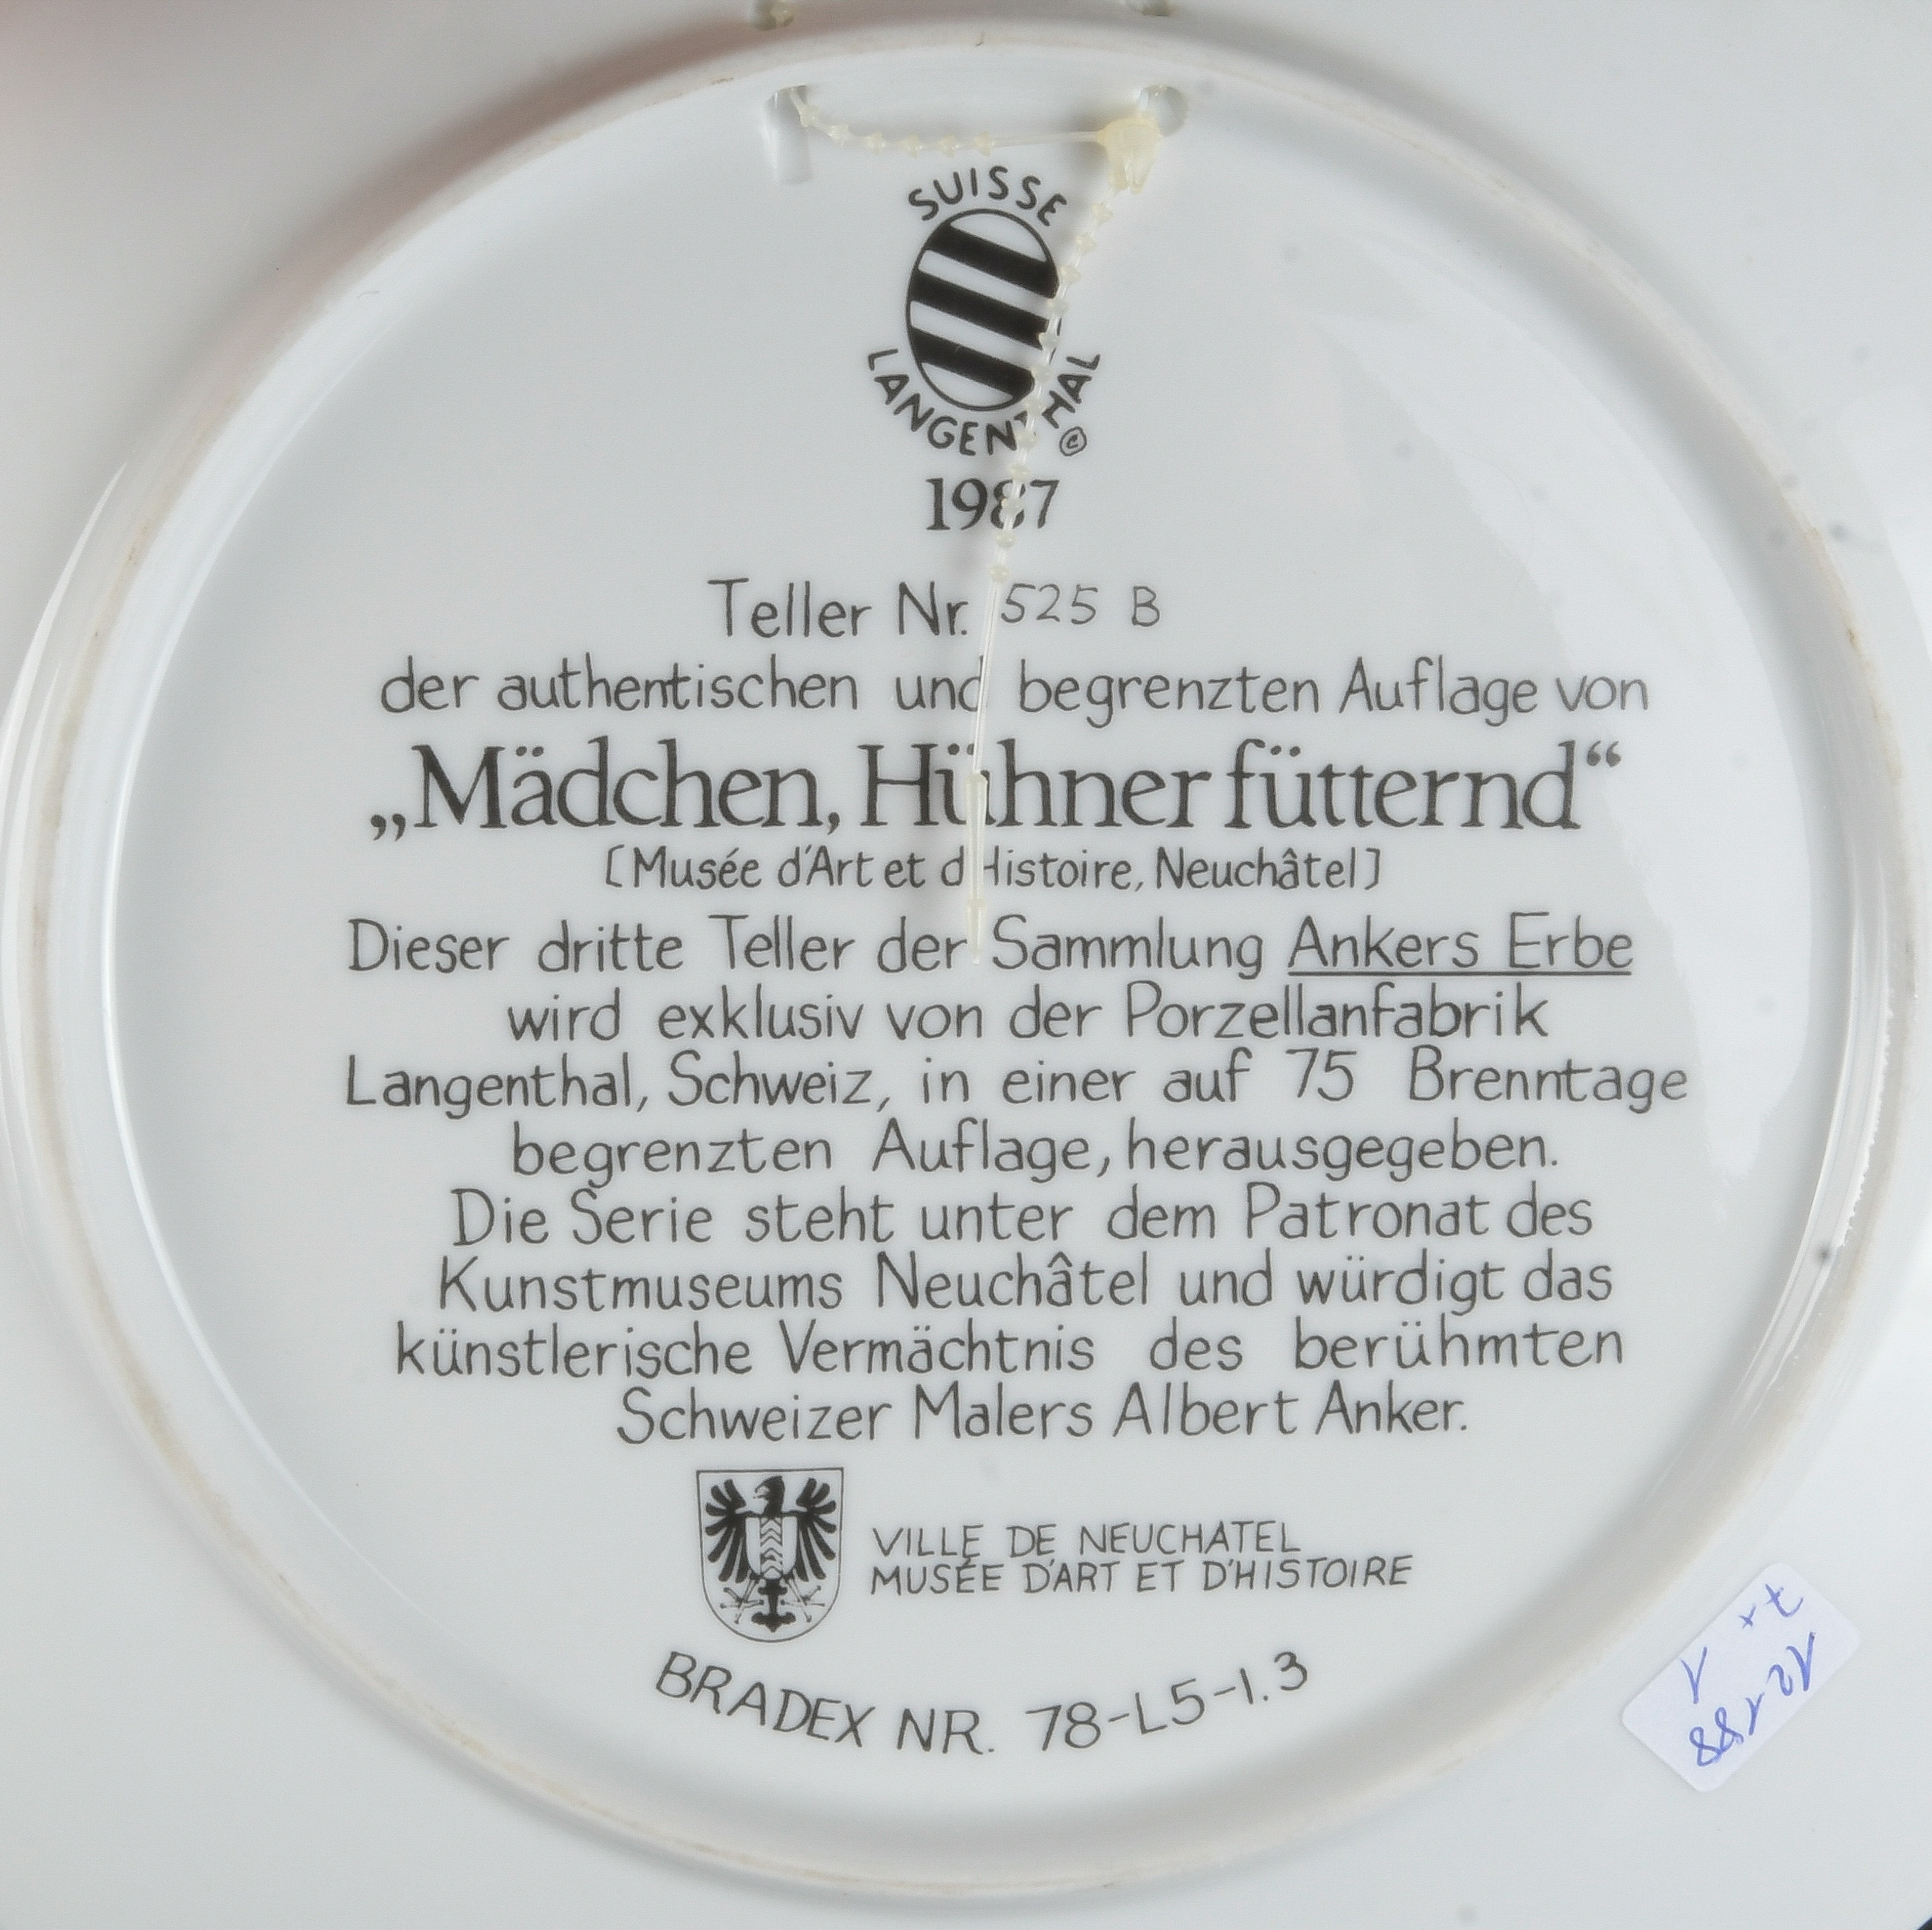 SUISSE
LANGENTHAL ©
1987
Teller Nr. 525 B
der authentischen und begrenzten Auflage von
„Mädchen, Hühner fütternd“
[Musée d'Art et d'Histoire, Neuchâtel]
Dieser dritte Teller der Sammlung Ankers Erbe
wird exklusiv von der Porzellanfabrik
Langenthal, Schweiz, in einer auf 75 Brenntage
begrenzten Auflage, herausgegeben.
Die Serie steht unter dem Patronat des
Kunstmuseums Neuchâtel und würdigt das
künstlerische Vermächtnis des berühmten
Schweizer Malers Albert Anker.
VILLE DE NEUCHATEL
MUSÉE D'ART ET D'HISTOIRE
BRADEX NR. 78-L5-1.3